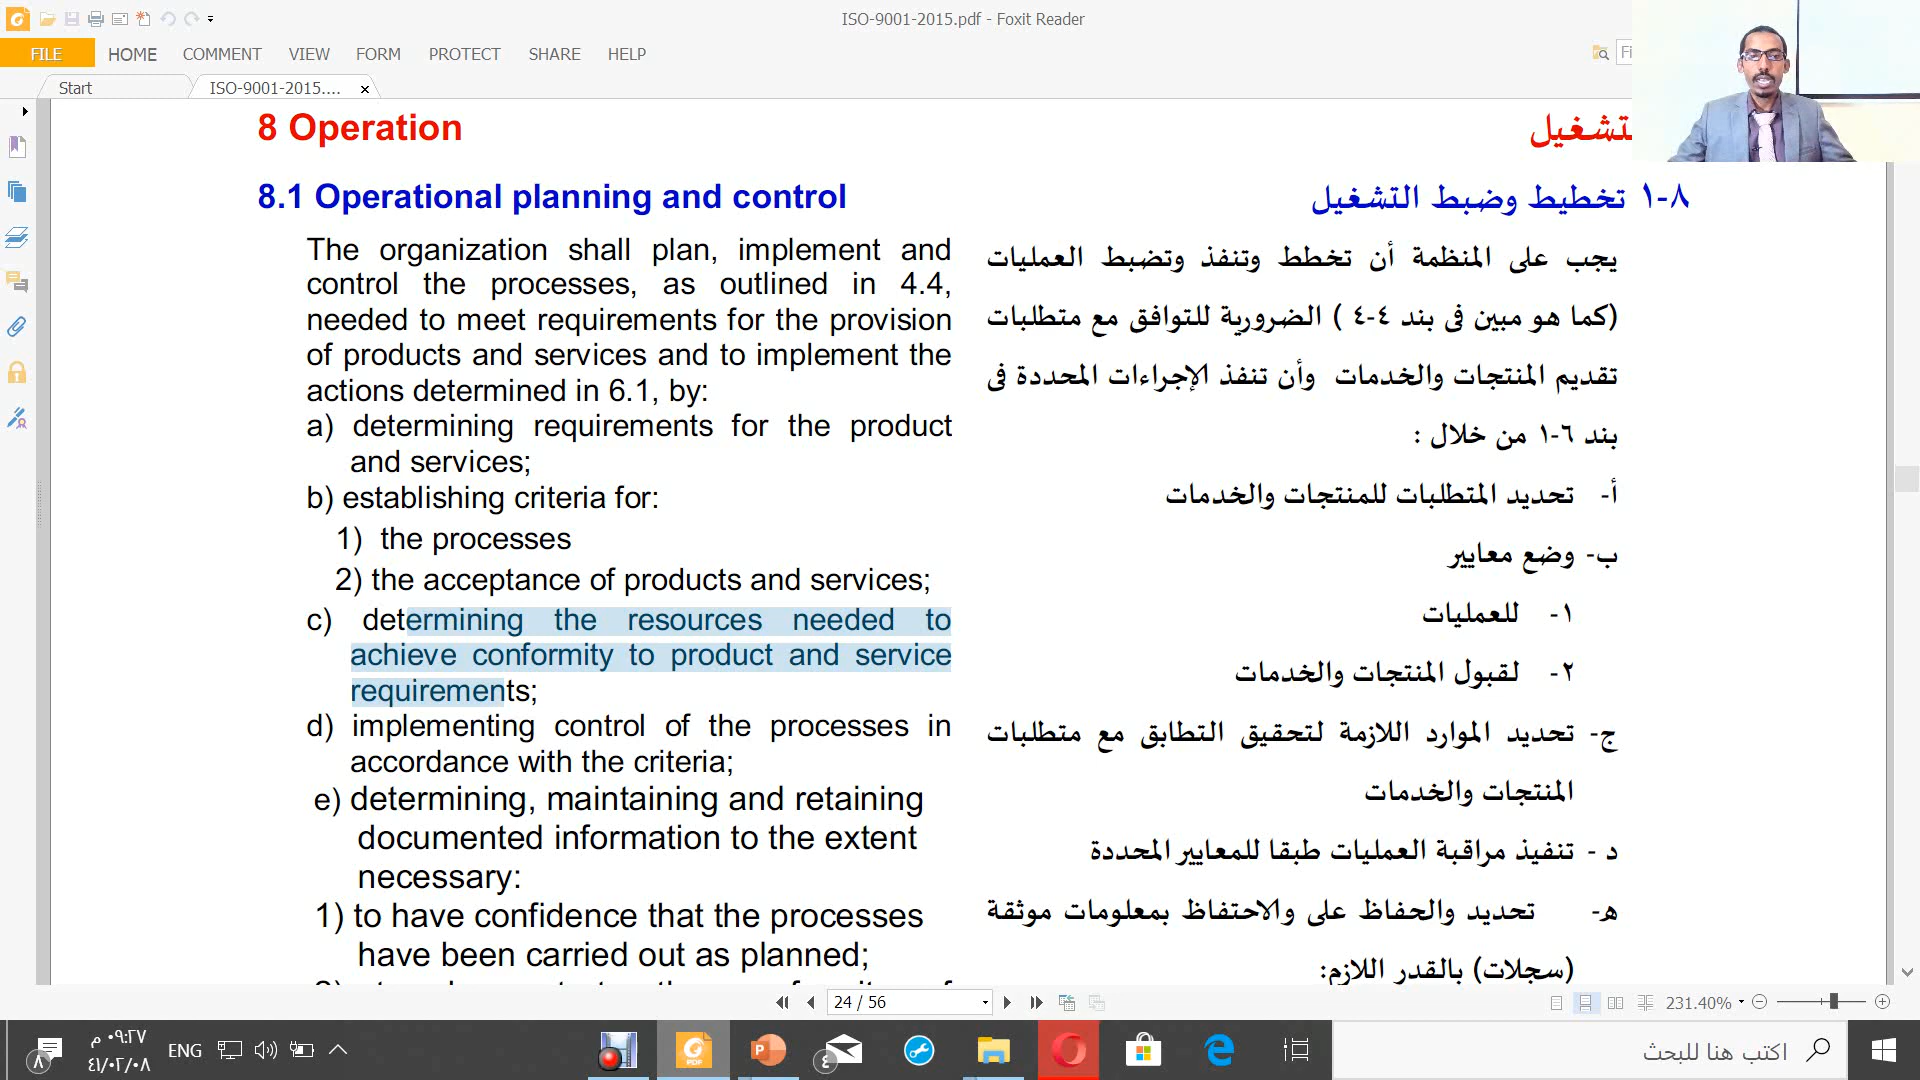 ISO-9001-2015.pdf - Foxit Reader
FILE HOME COMMENT VIEW FORM PROTECT SHARE HELP
Fi
Start ISO-9001-2015....
8 Operation
8.1 Operational planning and control
The organization shall plan, implement and
control the processes, as outlined in 4.4,
needed to meet requirements for the provision
of products and services and to implement the
actions determined in 6.1, by:
a) determining requirements for the product
and services;
b) establishing criteria for:
1) the processes
2) the acceptance of products and services;
c) determining the resources needed to
achieve conformity to product and service
requirements;
d) implementing control of the processes in
accordance with the criteria;
e) determining, maintaining and retaining
documented information to the extent
necessary:
1) to have confidence that the processes
have been carried out as planned;
٨-١ تخطيط وضبط التشغيل
يجب على المنظمة أن تخطط وتنفذ وتضبط العمليات
(كما هو مبين فى بند ٤-٤ ) الضرورية للتوافق مع متطلبات
تقديم المنتجات والخدمات وأن تنفذ الإجراءات المحددة فى
بند ٦-١ من خلال :
أ- تحديد المتطلبات للمنتجات والخدمات
ب- وضع معايير
١- للعمليات
٢- لقبول المنتجات والخدمات
ج- تحديد الموارد اللازمة لتحقيق التطابق مع متطلبات
المنتجات والخدمات
د - تنفيذ مراقبة العمليات طبقا للمعايير المحددة
هـ- تحديد والحفاظ على والاحتفاظ بمعلومات موثقة
(سجلات) بالقدر اللازم:
24 / 56
231.40%
٠٩:٢٧ م
٤١/٠٢/٠٨
ENG
٨
٤
اكتب هنا للبحث